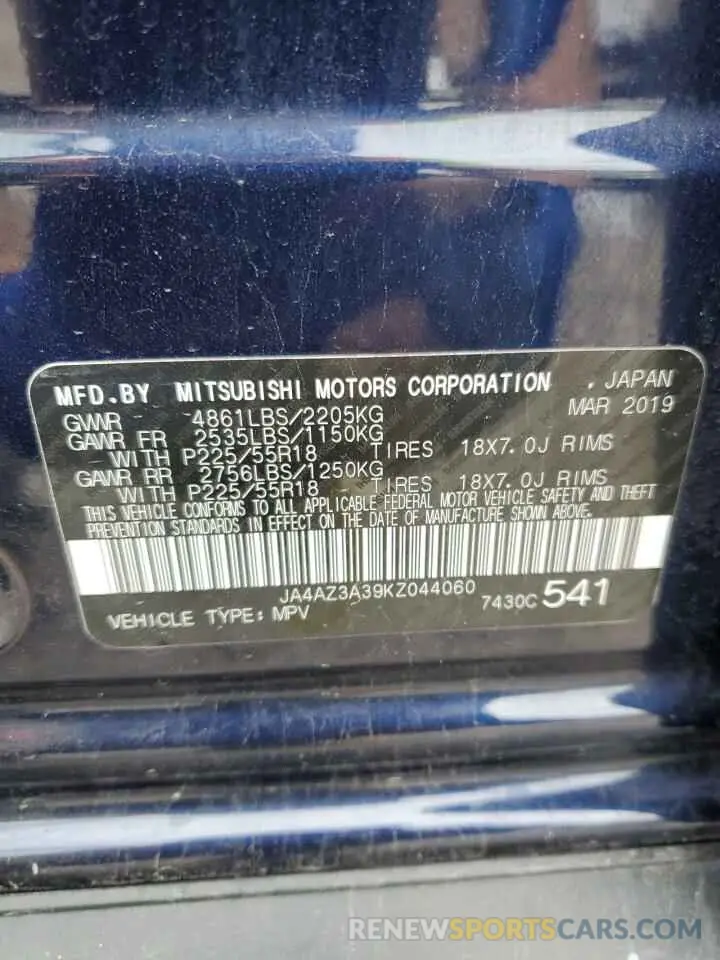 MFD.BY MITSUBISHI MOTORS CORPORATION . JAPAN
GVWR 4861LBS/2205KG MAR 2019
GAWR FR 2535LBS/1150KG
WITH P225/55R18 TIRES 18X7.0J RIMS
GAWR RR 2756LBS/1250KG
WITH P225/55R18 TIRES 18X7.0J RIMS
THIS VEHICLE CONFORMS TO ALL APPLICABLE FEDERAL MOTOR VEHICLE SAFETY AND THEFT
PREVENTION STANDARDS IN EFFECT ON THE DATE OF MANUFACTURE SHOWN ABOVE.
JA4AZ3A39KZ044060
VEHICLE TYPE: MPV 7430C 541
RENEWSPORTSCARS.COM